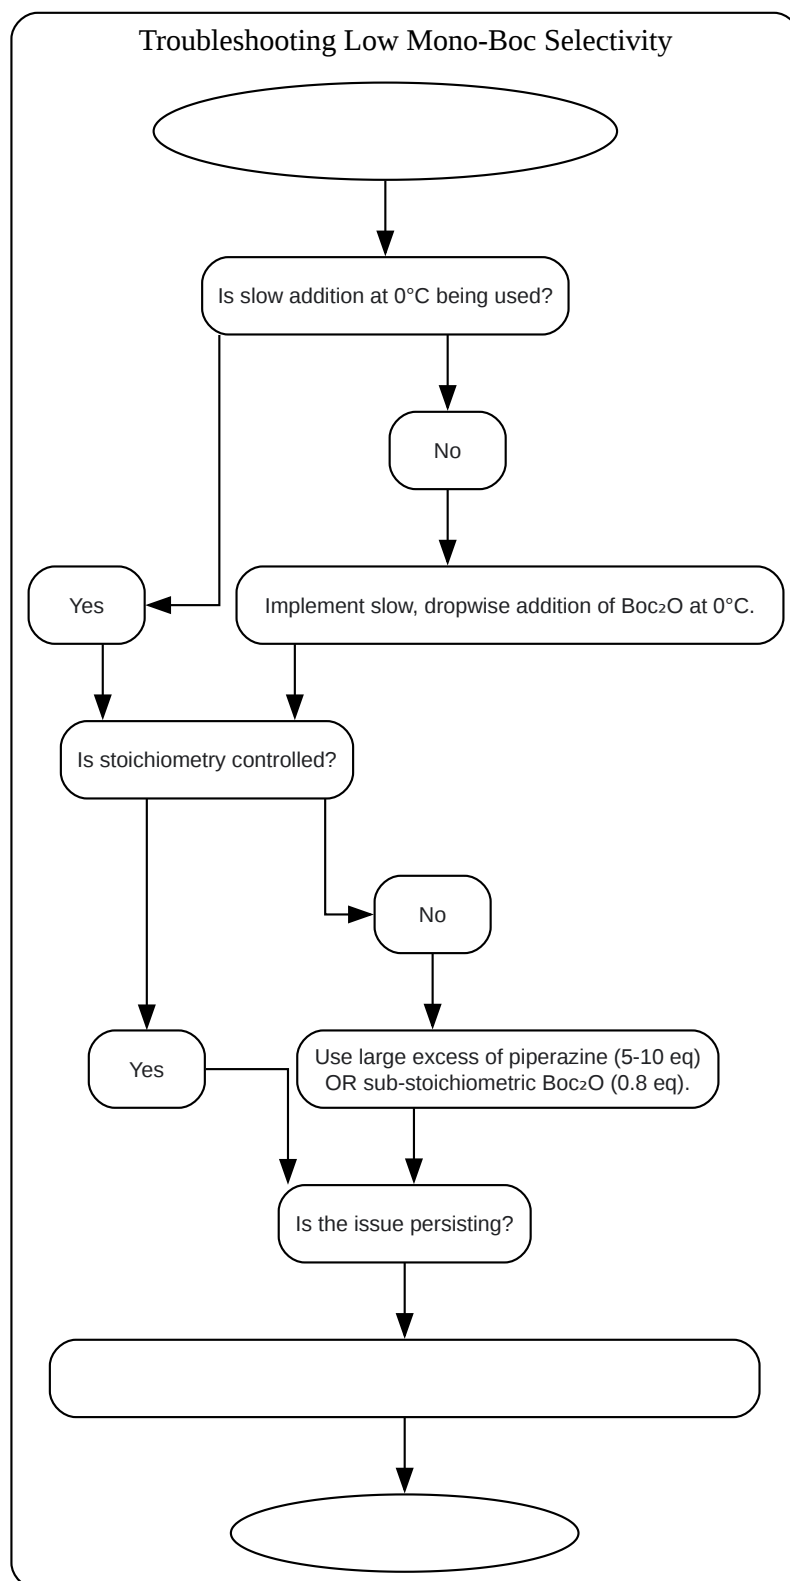 Troubleshooting Low Mono-Boc Selectivity
Is slow addition at 0°C being used?
No
Yes
Implement slow, dropwise addition of Boc₂O at 0°C.
Is stoichiometry controlled?
No
Yes
Use large excess of piperazine (5-10 eq)
OR sub-stoichiometric Boc₂O (0.8 eq).
Is the issue persisting?